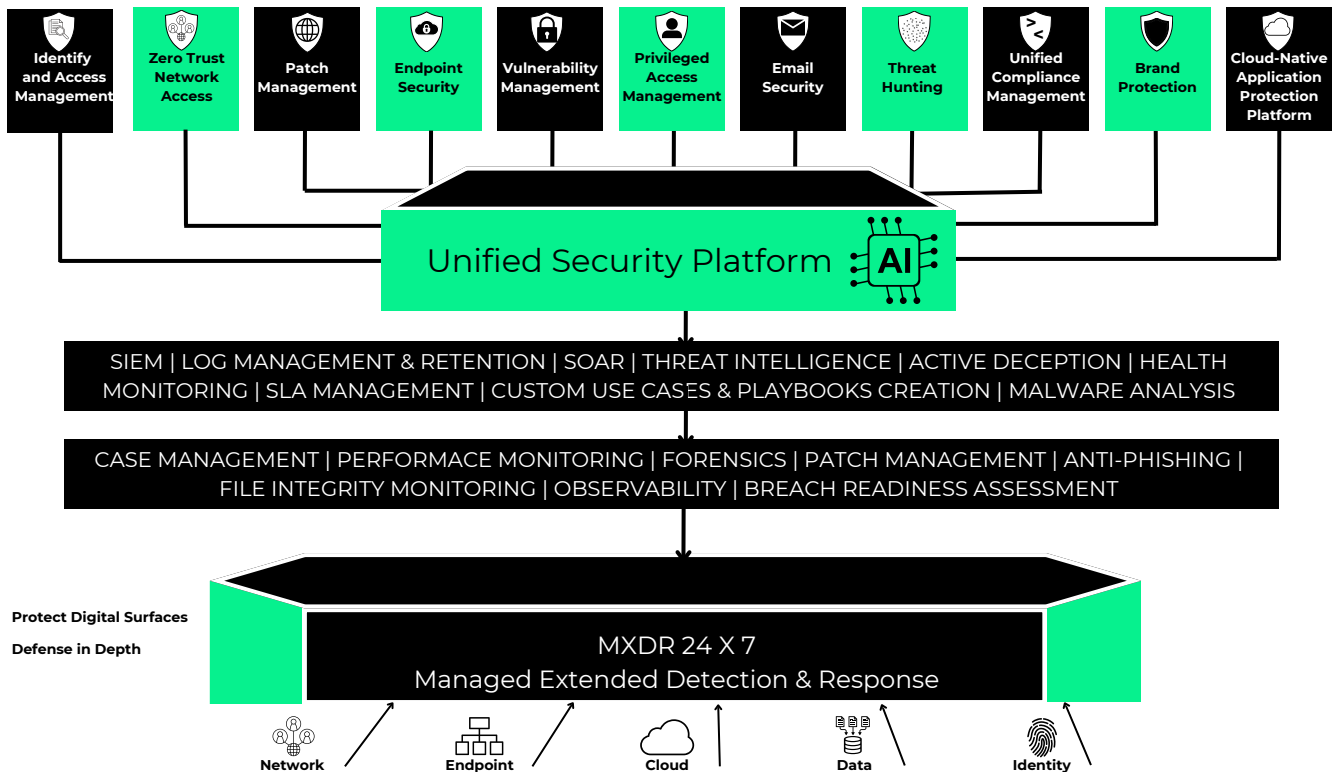 Identify
and Access
Management
Zero Trust
Network
Access
Patch
Management
Endpoint
Security
Vulnerability
Management
Privileged
Access
Management
Email
Security
Threat
Hunting
Unified
Compliance
Management
Brand
Protection
Cloud-Native
Application
Protection
Platform
Unified Security Platform
AI
SIEM | LOG MANAGEMENT & RETENTION | SOAR | THREAT INTELLIGENCE | ACTIVE DECEPTION | HEALTH
MONITORING | SLA MANAGEMENT | CUSTOM USE CASES & PLAYBOOKS CREATION | MALWARE ANALYSIS
CASE MANAGEMENT | PERFORMACE MONITORING | FORENSICS | PATCH MANAGEMENT | ANTI-PHISHING |
FILE INTEGRITY MONITORING | OBSERVABILITY | BREACH READINESS ASSESSMENT
Protect Digital Surfaces
Defense in Depth
MXDR 24 X 7
Managed Extended Detection & Response
Network
Endpoint
Cloud
Data
Identity